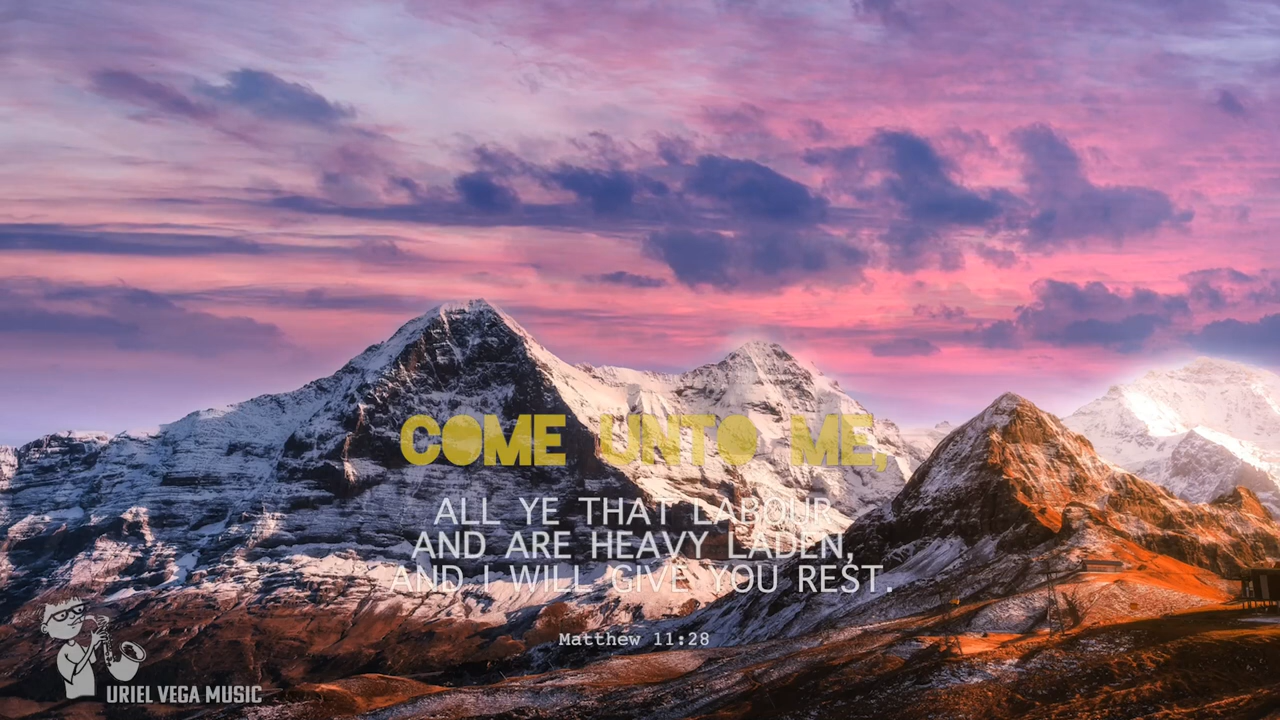 COME UNTO ME,
ALL YE THAT LABOUR
AND ARE HEAVY LADEN,
AND I WILL GIVE YOU REST.
Matthew 11:28
URIEL VEGA MUSIC